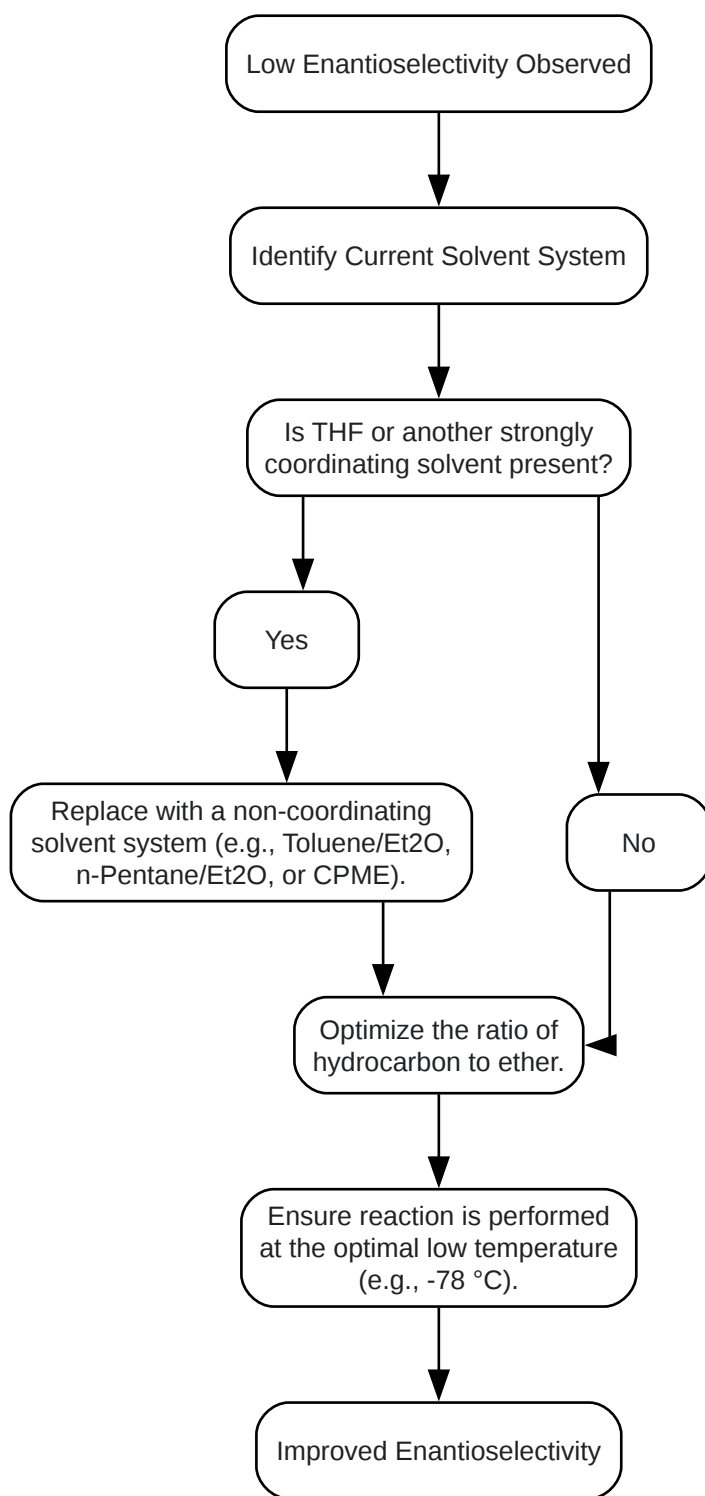 Low Enantioselectivity Observed
Identify Current Solvent System
Is THF or another strongly
coordinating solvent present?
Yes
Replace with a non-coordinating
solvent system (e.g., Toluene/Et2O,
n-Pentane/Et2O, or CPME).
No
Optimize the ratio of
hydrocarbon to ether.
Ensure reaction is performed
at the optimal low temperature
(e.g., -78 °C).
Improved Enantioselectivity